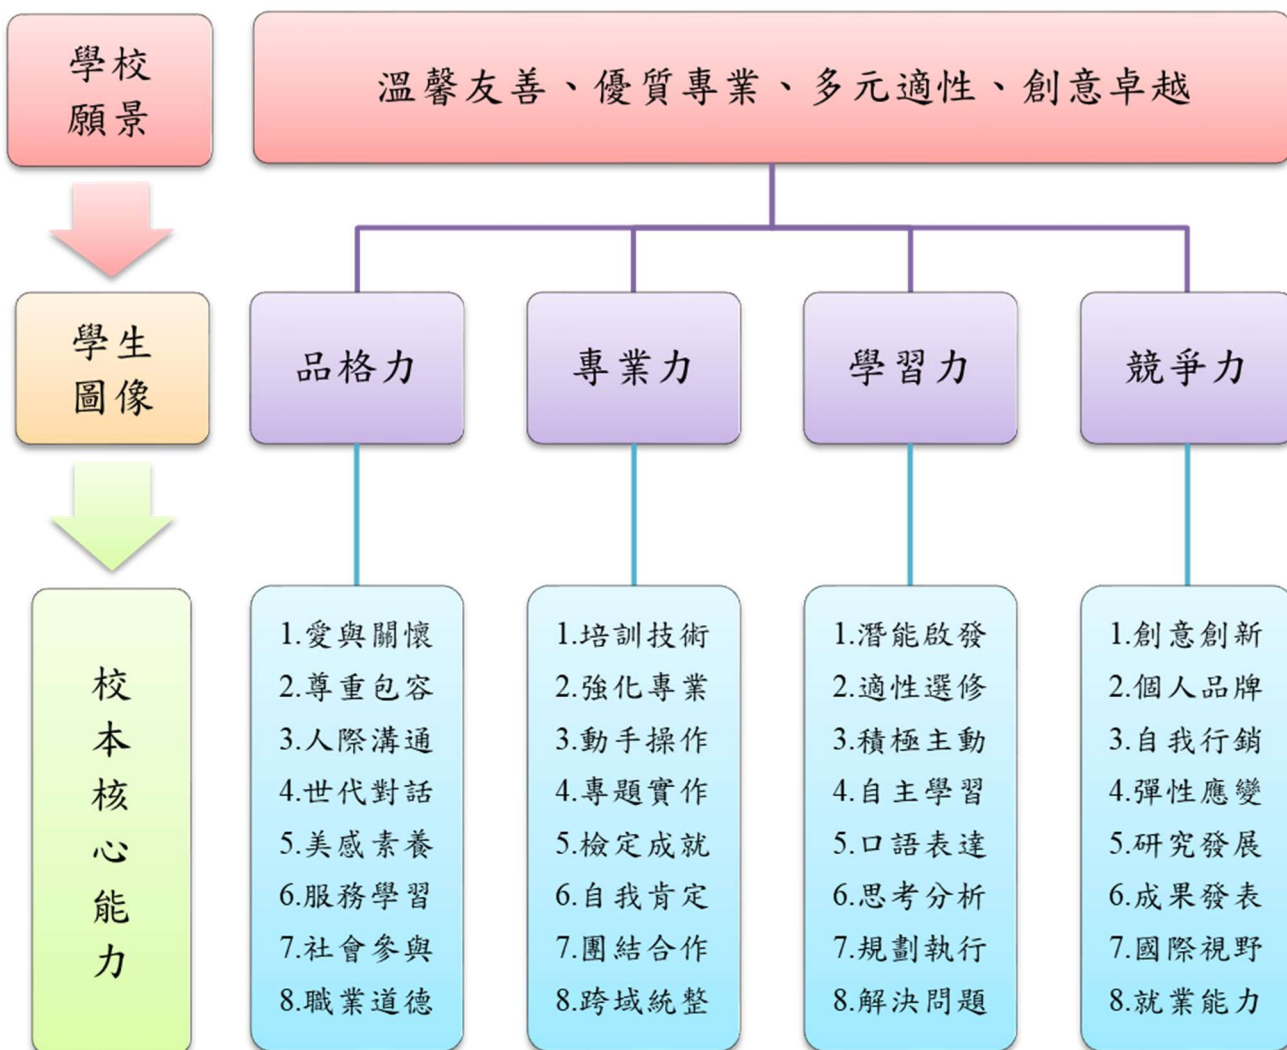 學校
願景
溫馨友善、優質專業、多元適性、創意卓越
學生
圖像
品格力
專業力
學習力
競爭力
校
本
核
心
能
力
1.愛與關懷
2.尊重包容
3.人際溝通
4.世代對話
5.美感素養
6.服務學習
7.社會參與
8.職業道德
1.培訓技術
2.強化專業
3.動手操作
4.專題實作
5.檢定成就
6.自我肯定
7.團結合作
8.跨域統整
1.潛能啟發
2.適性選修
3.積極主動
4.自主學習
5.口語表達
6.思考分析
7.規劃執行
8.解決問題
1.創意創新
2.個人品牌
3.自我行銷
4.彈性應變
5.研究發展
6.成果發表
7.國際視野
8.就業能力